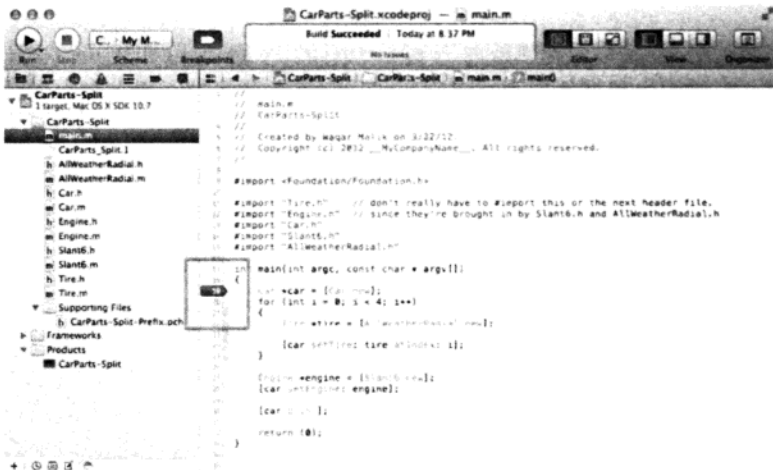 CarParts-Split.xcodeproj — main.m
Run
Stop
C... My M...
Scheme
Breakpoints
Build Succeeded
Today at 8:37 PM
No Issues
Editor
View
Organizer
CarParts-Split
CarParts-Split
main.m
main()
CarParts-Split
1 target, Mac OS X SDK 10.7
CarParts-Split
main.m
CarParts_Split.1
AllWeatherRadial.h
AllWeatherRadial.m
Car.h
Car.m
Engine.h
Engine.m
Slant6.h
Slant6.m
Tire.h
Tire.m
Supporting Files
CarParts-Split-Prefix.pch
Frameworks
Products
CarParts-Split
//
// main.m
// CarParts-Split
//
// Created by Waqar Malik on 3/22/12.
// Copyright (c) 2012 __MyCompanyName__. All rights reserved.
//
#import <Foundation/Foundation.h>
#import "Tire.h" // don't really have to #import this or the next header file,
#import "Engine.h" // since they're brought in by Slant6.h and AllWeatherRadial.h
#import "Car.h"
#import "Slant6.h"
#import "AllWeatherRadial.h"
int main(int argc, const char * argv[])
{
Car *car = [Car new];
for (int i = 0; i < 4; i++)
{
Tire *tire = [AllWeatherRadial new];
[car setTire: tire atIndex: i];
}
Engine *engine = [Slant6 new];
[car setEngine: engine];
[car ];
return (0);
}